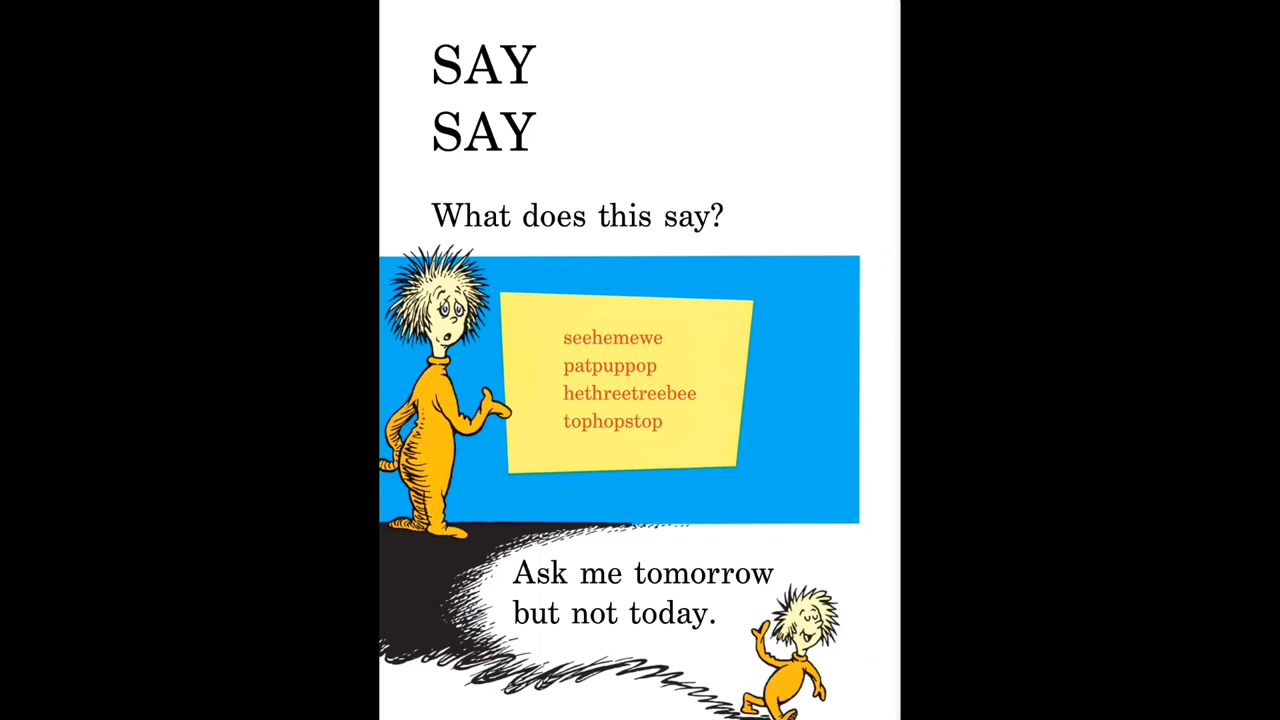 SAY
SAY
What does this say?
seehemewe
patpuppop
hethreetreebee
tophopstop
Ask me tomorrow
but not today.